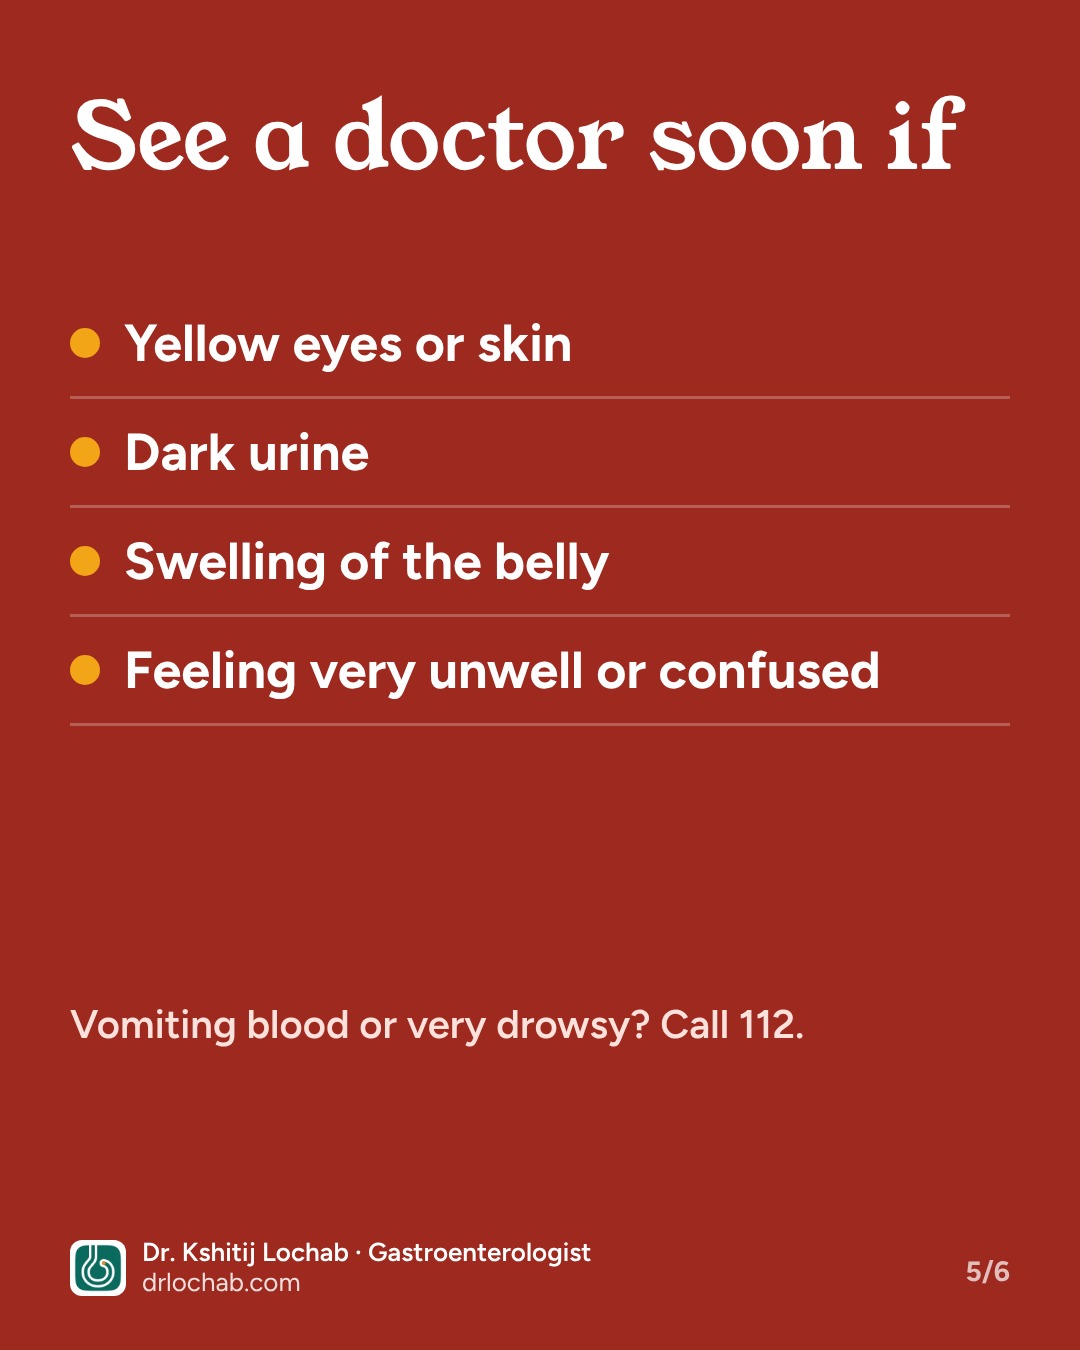 See a doctor soon if
Yellow eyes or skin
Dark urine
Swelling of the belly
Feeling very unwell or confused
Vomiting blood or very drowsy? Call 112.
Dr. Kshitij Lochab · Gastroenterologist
drlochab.com
5/6